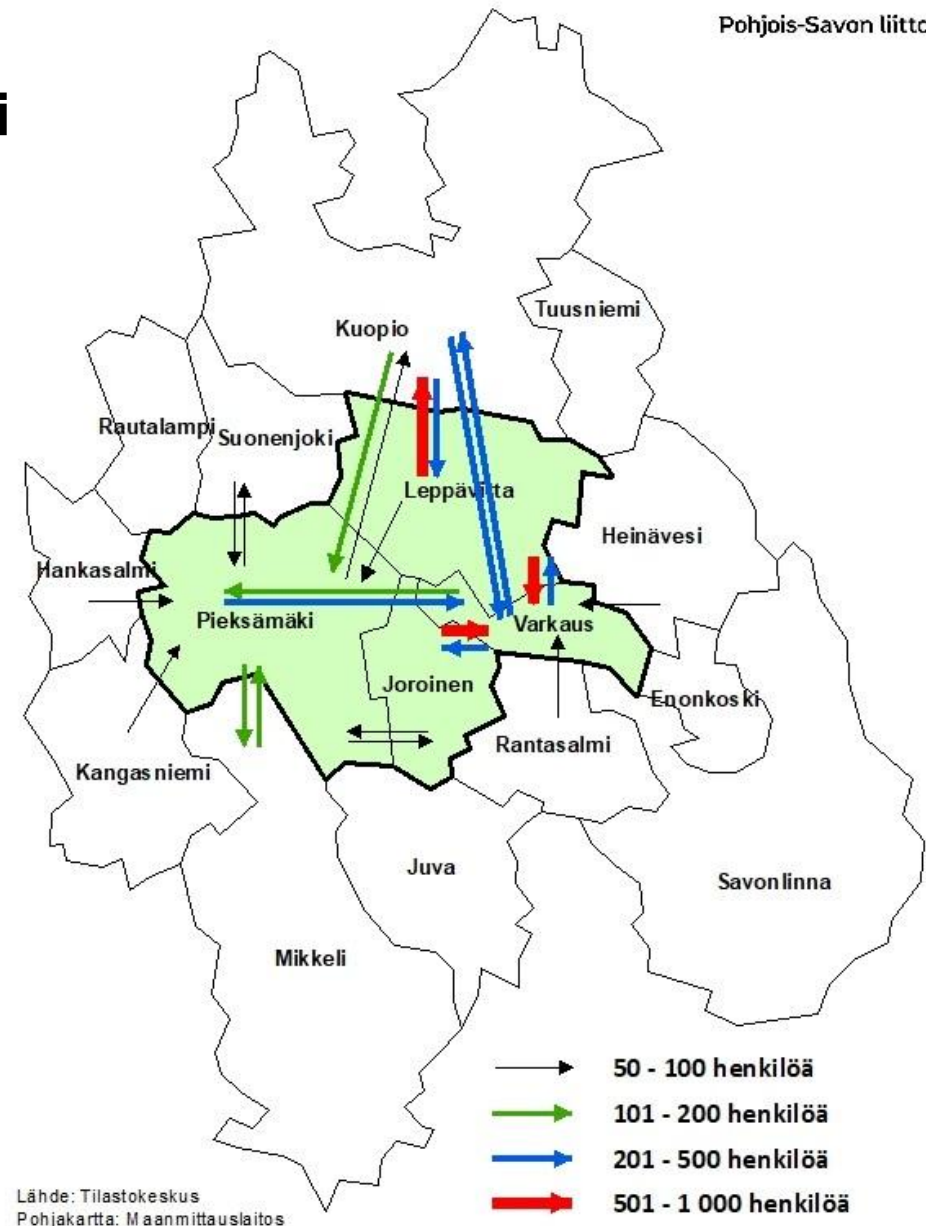 Pohjois-Savon liitto
i
Tuusniemi
Kuopio
Rautalampi
Suonenjoki
Leppävirta
Heinävesi
Hankasalmi
Pieksämäki
Varkaus
Joroinen
Enonkoski
Rantasalmi
Kangasniemi
Juva
Savonlinna
Mikkeli
50 - 100 henkilöä
101 - 200 henkilöä
201 - 500 henkilöä
501 - 1 000 henkilöä
Lähde: Tilastokeskus
Pohjakartta: Maanmittauslaitos